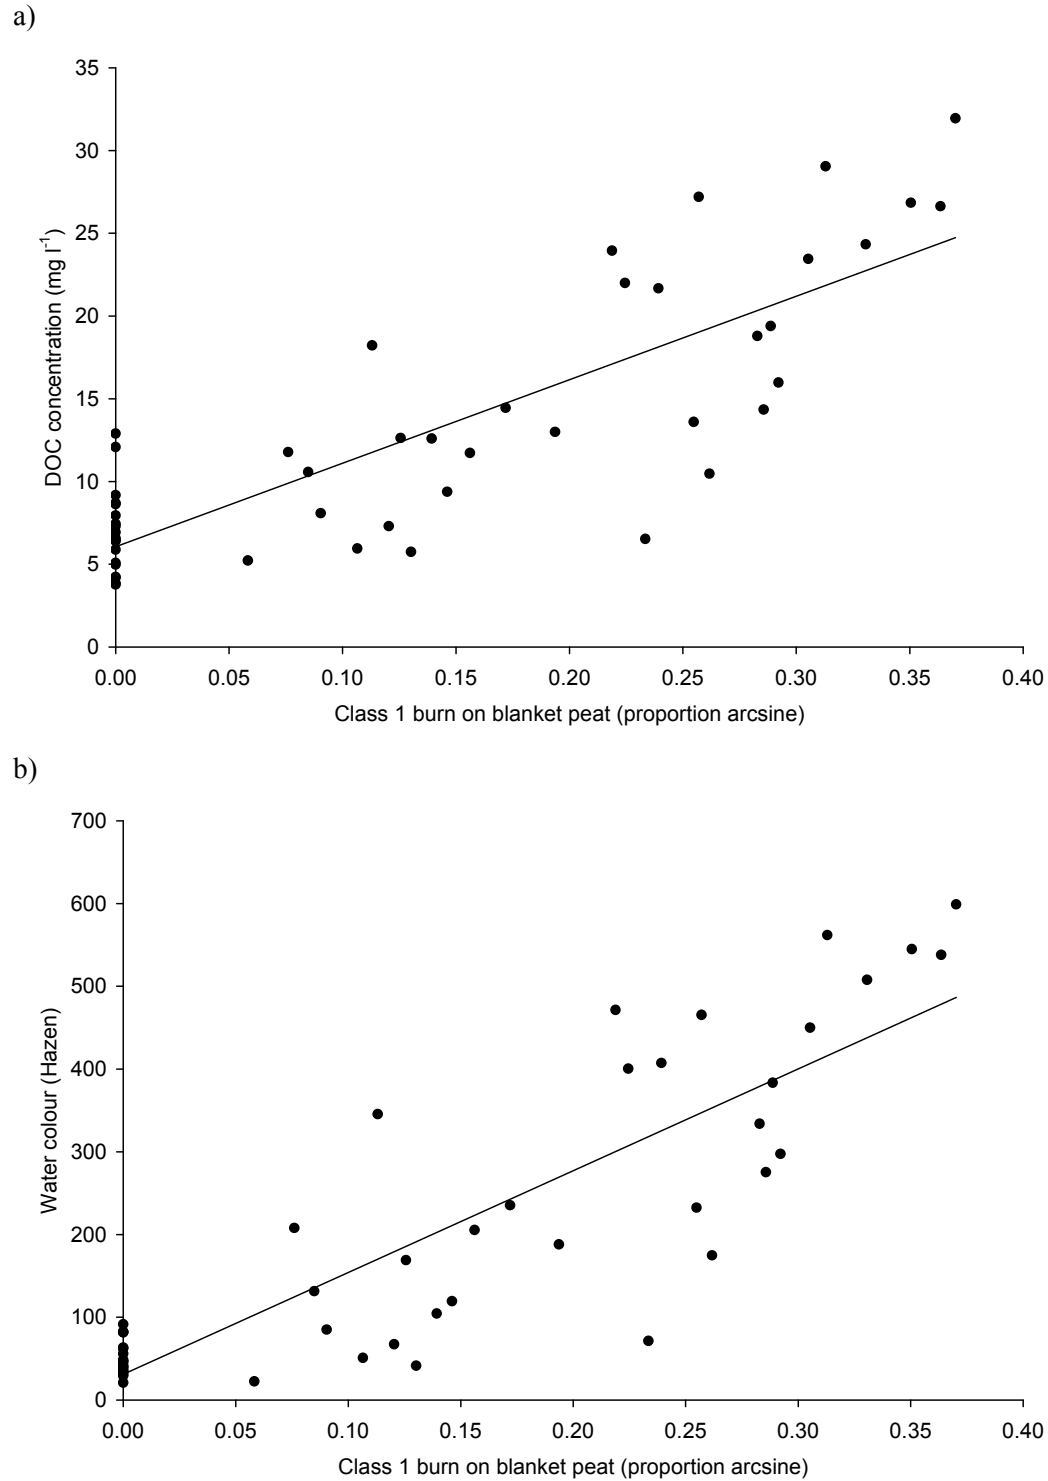 a)
35
30
25
20
15
10
5
0
DOC concentration (mg l⁻¹)
0.00 0.05 0.10 0.15 0.20 0.25 0.30 0.35 0.40
Class 1 burn on blanket peat (proportion arcsine)
b)
700
600
500
400
300
200
100
0
Water colour (Hazen)
0.00 0.05 0.10 0.15 0.20 0.25 0.30 0.35 0.40
Class 1 burn on blanket peat (proportion arcsine)